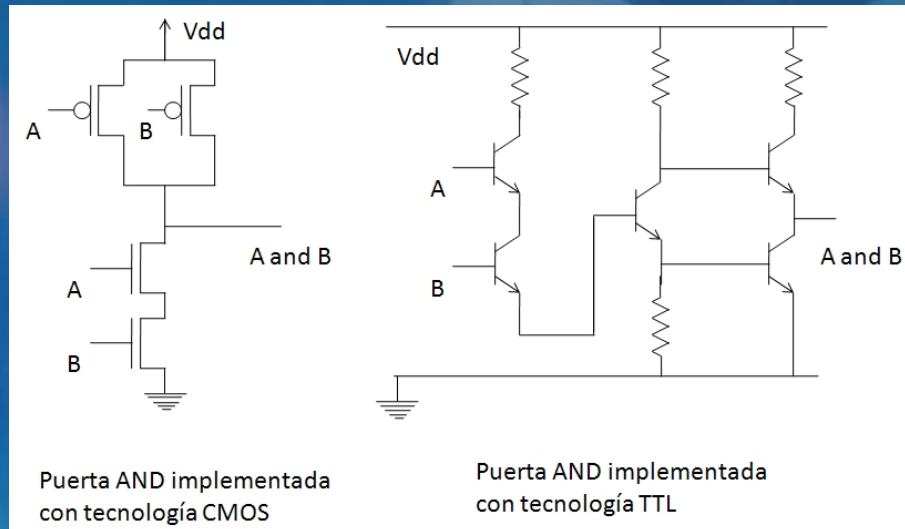 Vdd
A
B
A
B
A and B
Puerta AND implementada
con tecnología CMOS
Vdd
A
B
A and B
Puerta AND implementada
con tecnología TTL